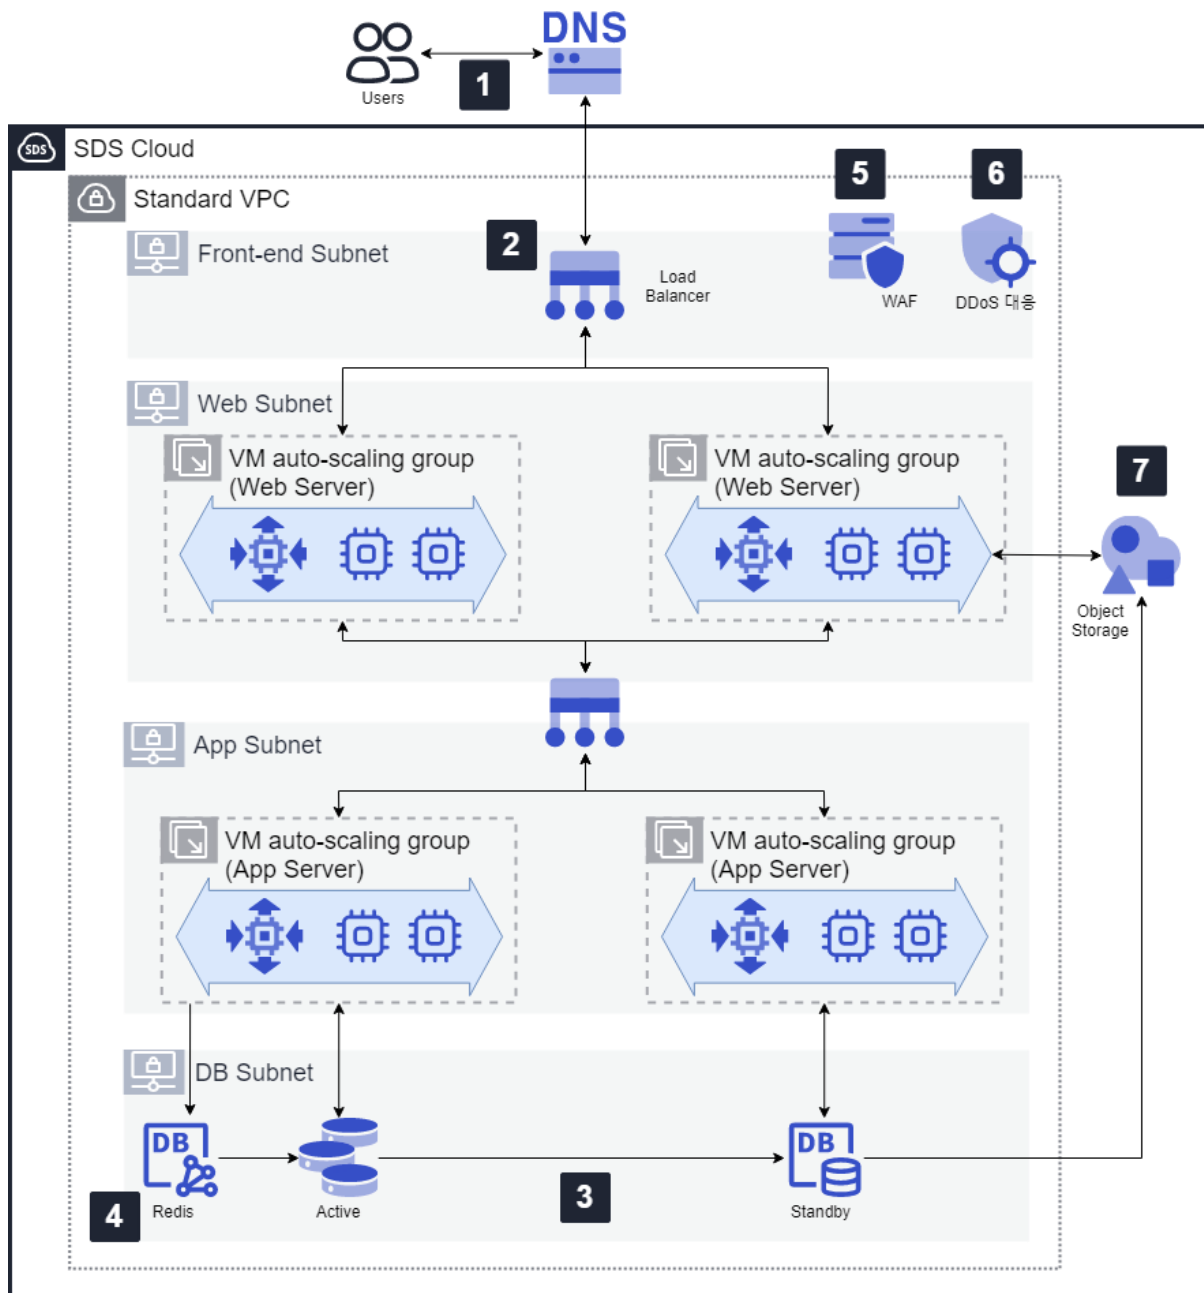 DNS
1
Users
SDS
SDS Cloud
5
6
Standard VPC
2
Front-end Subnet
Load
Balancer
WAF
DDoS 대응
Web Subnet
VM auto-scaling group
(Web Server)
VM auto-scaling group
(Web Server)
7
Object
Storage
App Subnet
VM auto-scaling group
(App Server)
VM auto-scaling group
(App Server)
DB Subnet
DB
DB
3
4
Redis
Active
Standby